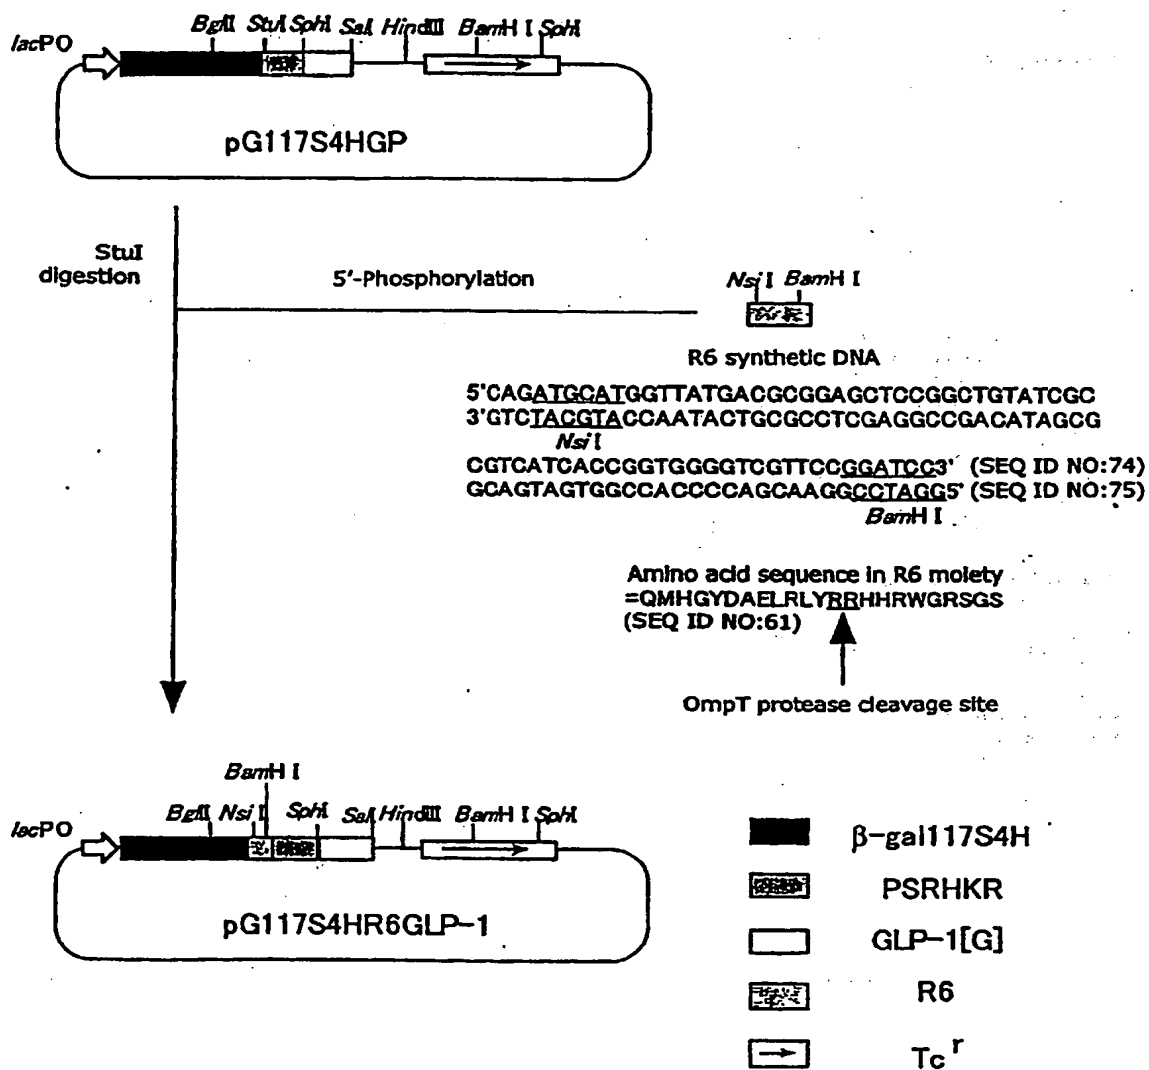 BglII StuI SphI SalI HindIII BamH I SphI
lacPO
pG117S4HGP
StuI
digestion
5'-Phosphorylation
Nsi I BamH I
R6 synthetic DNA
5'CAGATGCATGGTTATGACGCGGAGCTCCGGCTGTATCGC
3'GTCTACGTACCAATACTGCGCCTCGAGGCCGACATAGCG
Nsi I
CGTCATCACCGGTGGGGTCGTTCCGGATCC3' (SEQ ID NO:74)
GCAGTAGTGGCCACCCCAGCAAGGCCTAGG5' (SEQ ID NO:75)
BamH I
Amino acid sequence in R6 moiety
=QMHGYDAELRLYRRHHRWGRSGS
(SEQ ID NO:61)
OmpT protease cleavage site
BamH I
BglII Nsi I SphI SalI HindIII BamH I SphI
lacPO
pG117S4HR6GLP-1
β-gal117S4H
PSRHKR
GLP-1[G]
R6
Tc r